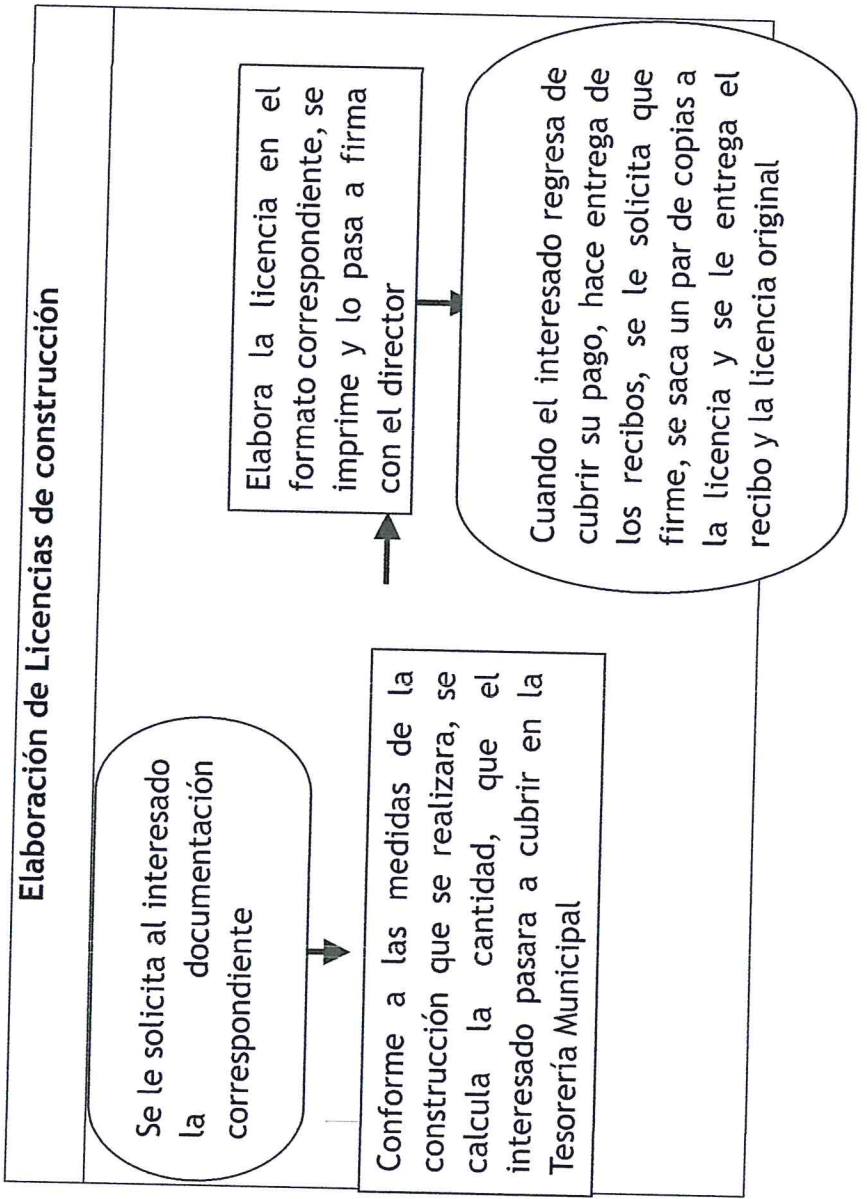 Elaboración de Licencias de construcción
Se le solicita al interesado
la documentación
correspondiente
Conforme a las medidas de la
construcción que se realizara, se
calcula la cantidad, que el
interesado pasara a cubrir en la
Tesorería Municipal
Elabora la licencia en el
formato correspondiente, se
imprime y lo pasa a firma
con el director
Cuando el interesado regresa de
cubrir su pago, hace entrega de
los recibos, se le solicita que
firme, se saca un par de copias a
la licencia y se le entrega el
recibo y la licencia original